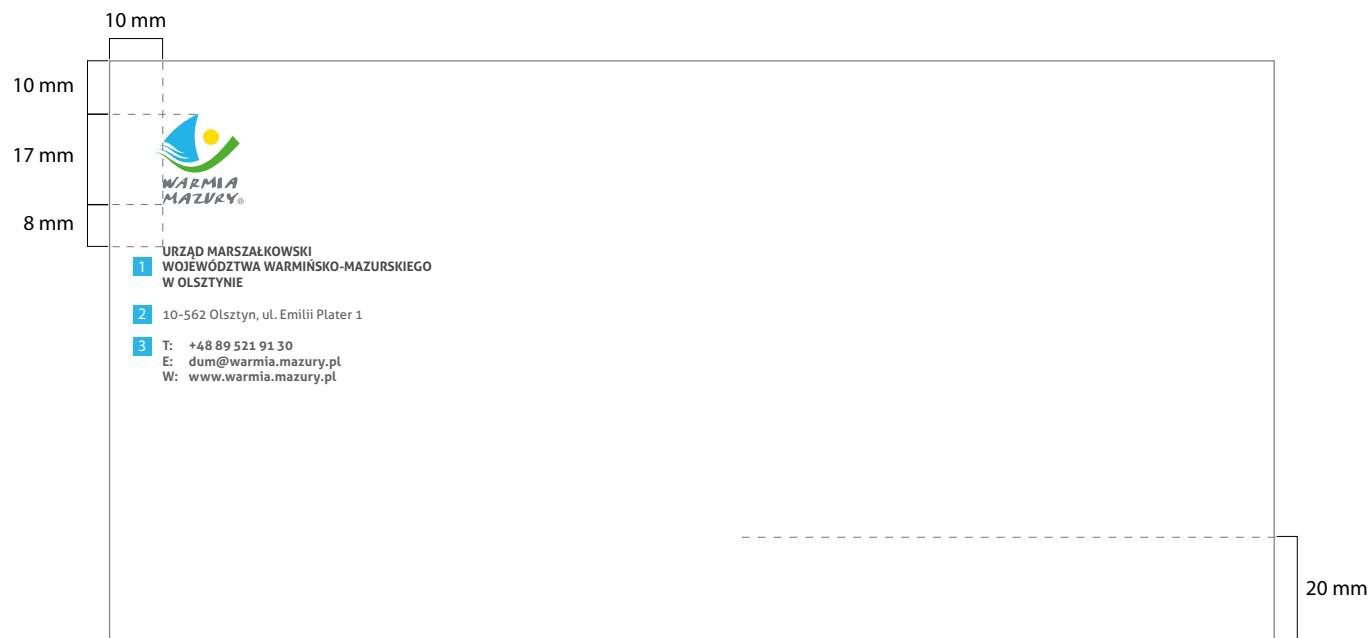 10 mm
10 mm
17 mm
WARMIA
MAZURY®
8 mm
URZĄD MARSZAŁKOWSKI
1 WOJEWÓDZTWA WARMIŃSKO-MAZURSKIEGO
W OLSZTYNIE
2 10-562 Olsztyn, ul. Emilii Plater 1
3 T: +48 89 521 91 30
E: dum@warmia.mazury.pl
W: www.warmia.mazury.pl
20 mm